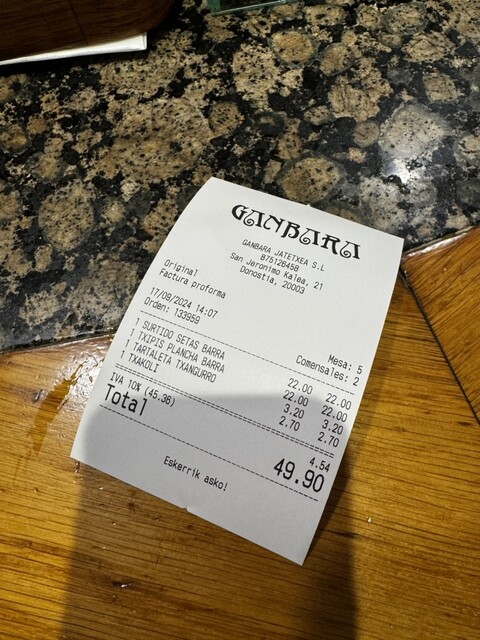 GANBARA
GANBARA JATETXEA S.L
B75126458
San Jeronimo Kalea, 21
Donostia, 20003
Original
Factura proforma
17/09/2024 14:07
Mesa: 5
Orden: 133959
Comensales: 2
1 SURTIDO SETAS BARRA 22.00 22.00
1 TXIPIS PLANCHA BARRA 22.00 22.00
1 TARTALETA TXANGURRO 3.20 3.20
1 TXAKOLI 2.70 2.70
IVA 10% (45.36) 4.54
Total 49.90
Eskerrik asko!